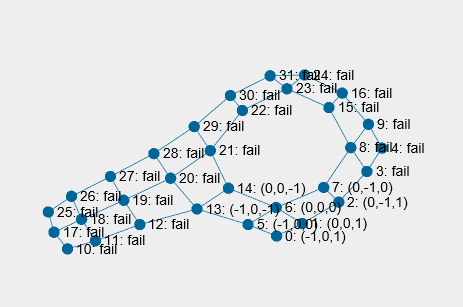 31: fail
24: fail
30: fail
23: fail
16: fail
22: fail
15: fail
29: fail
9: fail
28: fail
21: fail
8: fail
4: fail
27: fail
20: fail
3: fail
26: fail
19: fail
14: (0,0,-1)
7: (0,-1,0)
25: fail
18: fail
13: (-1,0,-1)
6: (0,0,0)
2: (0,-1,1)
17: fail
12: fail
5: (-1,0,0)
1: (0,0,1)
10: fail
11: fail
0: (-1,0,1)